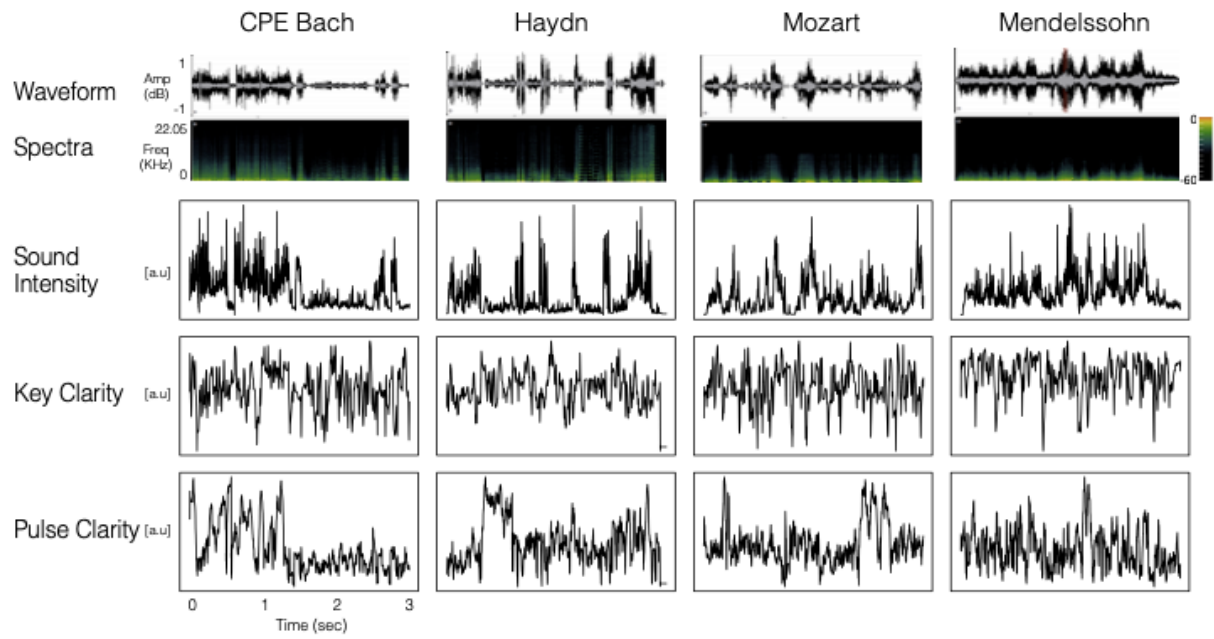 CPE Bach Haydn Mozart Mendelssohn
Waveform
Amp
(dB)
1
-1
Spectra
22.05
Freq
(KHz)
0
0
-60
Sound
Intensity
[a.u]
Key Clarity [a.u]
Pulse Clarity [a.u]
0 1 2 3
Time (sec)